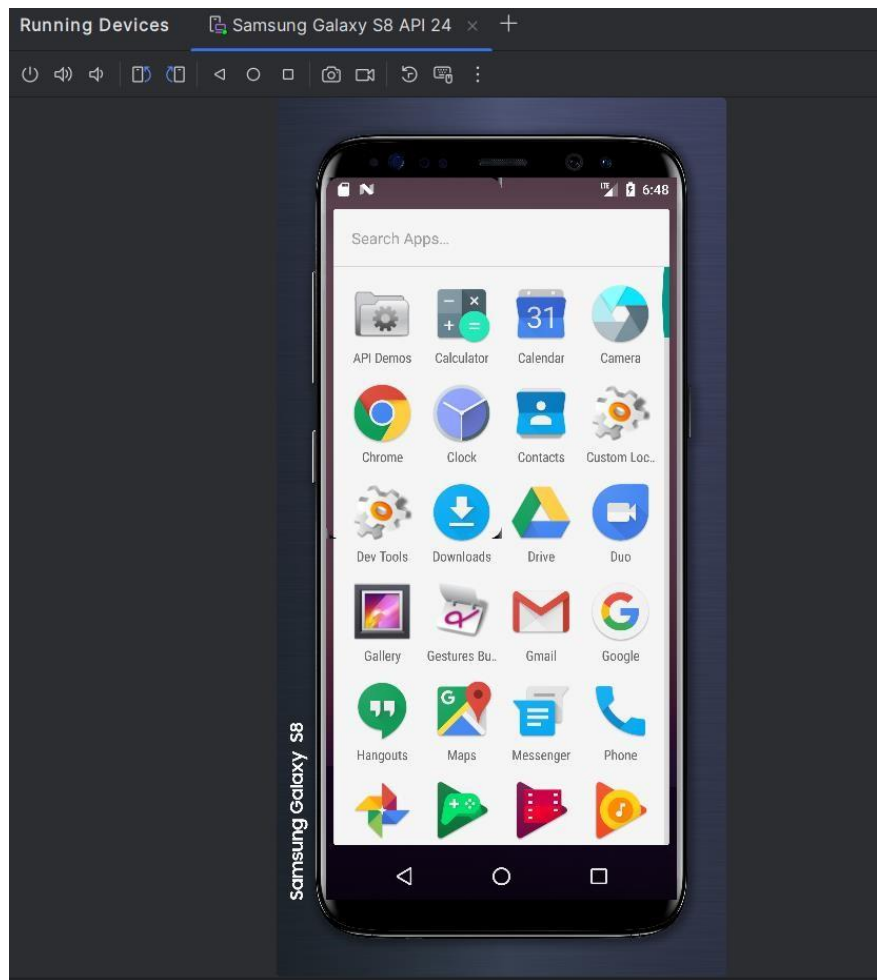 Running Devices Samsung Galaxy S8 API 24
LTE 6:48
Search Apps...
31
API Demos Calculator Calendar Camera
Chrome Clock Contacts Custom Loc..
Dev Tools Downloads Drive Duo
G
Gallery Gestures Bu.. Gmail Google
G
Hangouts Maps Messenger Phone
Samsung Galaxy S8